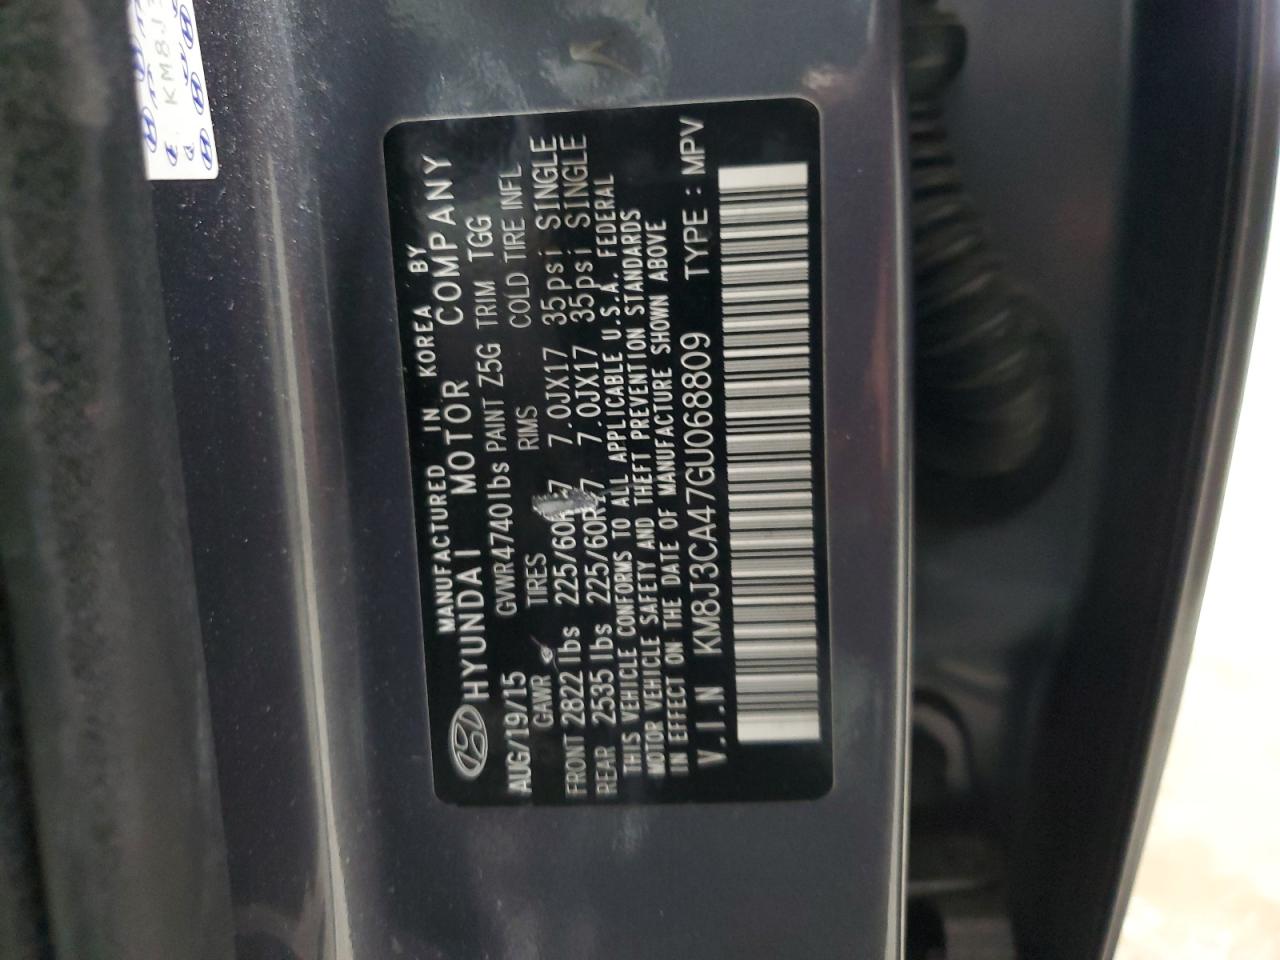 MANUFACTURED IN KOREA BY
HYUNDAI MOTOR COMPANY
AUG/19/15 GVWR 4740lbs PAINT Z5G TRIM TGG
GAWR TIRES RIMS COLD TIRE INFL
FRONT 2822 lbs 225/60R17 7.0JX17 35psi SINGLE
REAR 2535 lbs 225/60R17 7.0JX17 35psi SINGLE
THIS VEHICLE CONFORMS TO ALL APPLICABLE U.S.A. FEDERAL
MOTOR VEHICLE SAFETY AND THEFT PREVENTION STANDARDS
IN EFFECT ON THE DATE OF MANUFACTURE SHOWN ABOVE
V.I.N KM8J3CA47GU068809 TYPE : MPV
KM8J